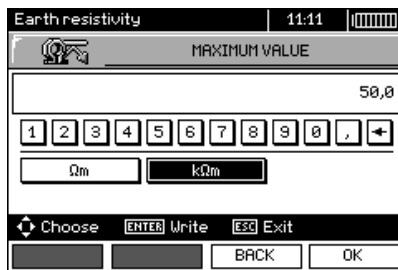 Earth resistivity 11:11
MAXIMUM VALUE
50,0
1 2 3 4 5 6 7 8 9 0 ,
Ωm kΩm
Choose ENTER Write ESC Exit
BACK OK